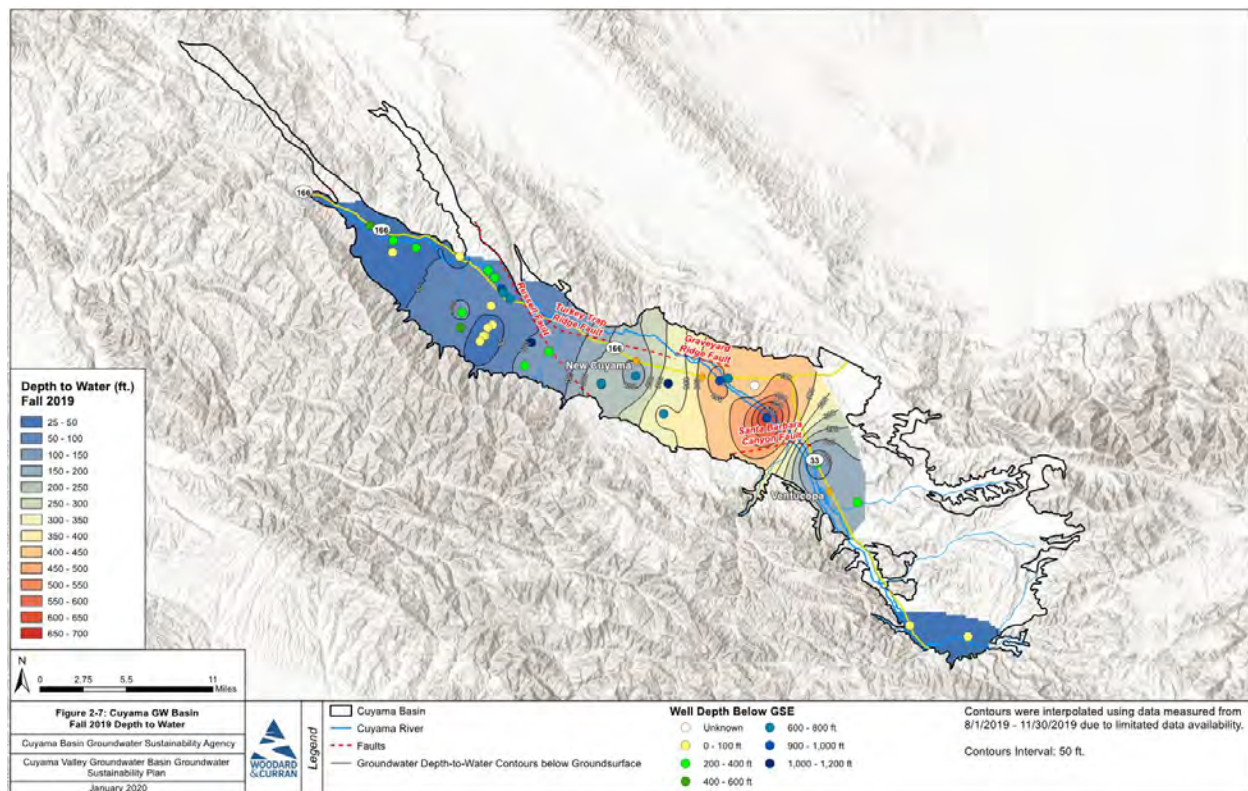 166
166
Russell Fault
Turkey Trap
Ridge Fault
166
New Cuyama
Graveyard
Ridge Fault
Santa Barbara
Canyon Fault
33
Ventucopa
Depth to Water (ft.)
Fall 2019
25 - 50
50 - 100
100 - 150
150 - 200
200 - 250
250 - 300
300 - 350
350 - 400
400 - 450
450 - 500
500 - 550
550 - 600
600 - 650
650 - 700
N
0 2.75 5.5 11
Miles
Figure 2-7: Cuyama GW Basin
Fall 2019 Depth to Water
Cuyama Basin Groundwater Sustainability Agency
Cuyama Valley Groundwater Basin Groundwater
Sustainability Plan
January 2020
WOODARD
&CURRAN
Legend
Cuyama Basin
Cuyama River
Faults
Groundwater Depth-to-Water Contours below Groundsurface
Well Depth Below GSE
Unknown
0 - 100 ft
200 - 400 ft
400 - 600 ft
600 - 800 ft
900 - 1,000 ft
1,000 - 1,200 ft
Contours were interpolated using data measured from
8/1/2019 - 11/30/2019 due to limitated data availability.
Contours Interval: 50 ft.